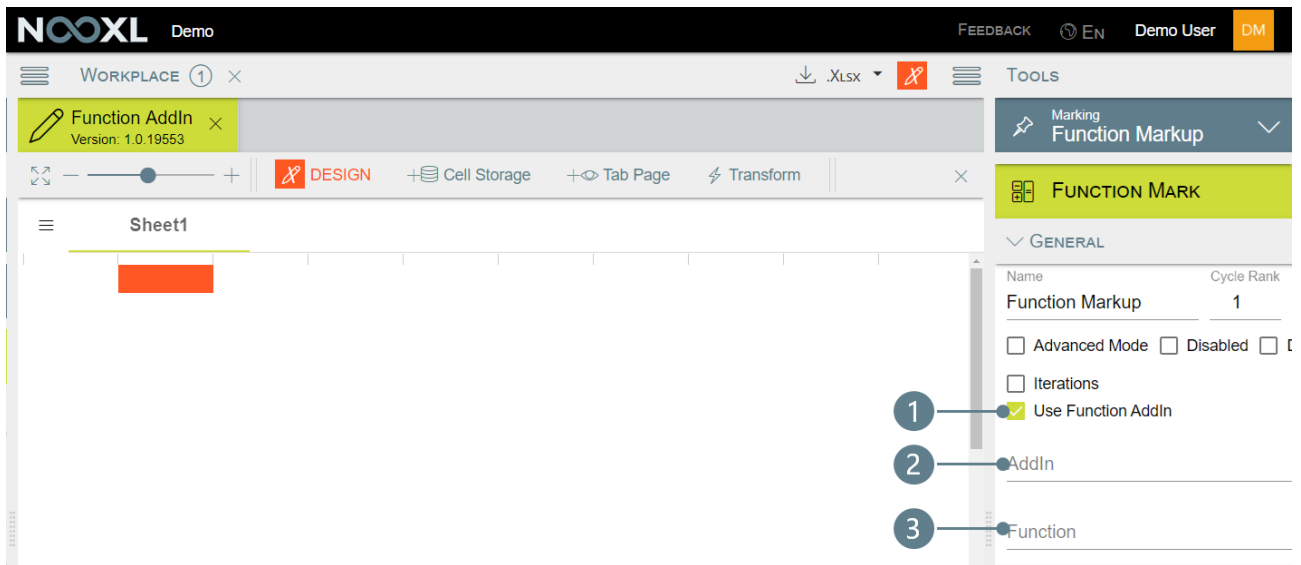 NOOXL Demo FEEDBACK EN Demo User DM
WORKPLACE 1 .XLSX TOOLS
Function AddIn
Version: 1.0.19553
Marking
Function Markup
DESIGN Cell Storage Tab Page Transform
FUNCTION MARK
Sheet1
GENERAL
Name Cycle Rank
Function Markup 1
Advanced Mode Disabled
Iterations
1 Use Function AddIn
2 AddIn
3 Function